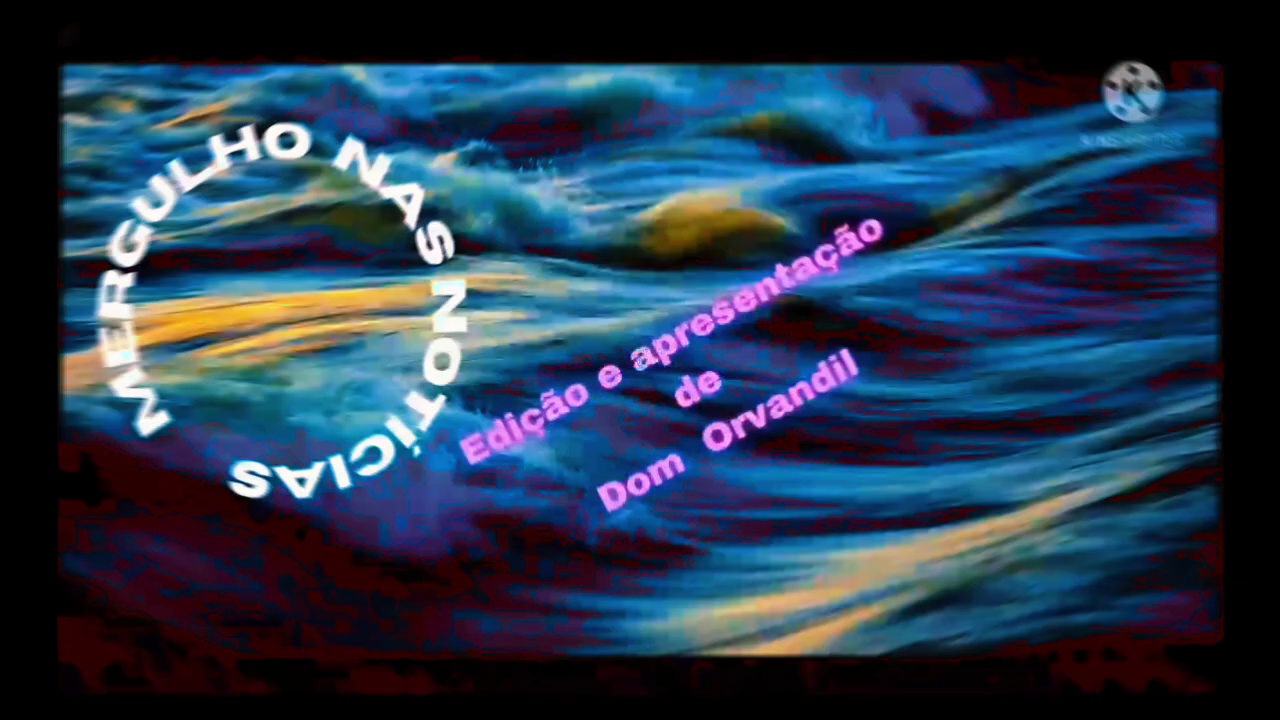 MERGULHO NAS NOTÍCIAS
Edição e apresentação
de
Dom Orvandil